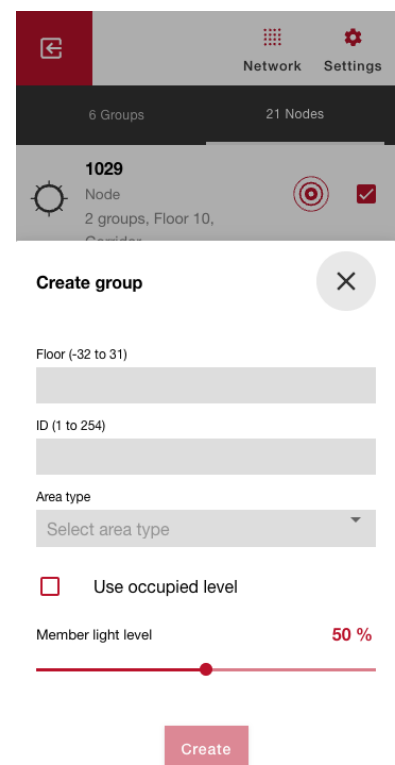 Network Settings
6 Groups 21 Nodes
1029
Node
2 groups, Floor 10,
Corridor
Create group
Floor (-32 to 31)
ID (1 to 254)
Area type
Select area type
Use occupied level
Member light level 50 %
Create